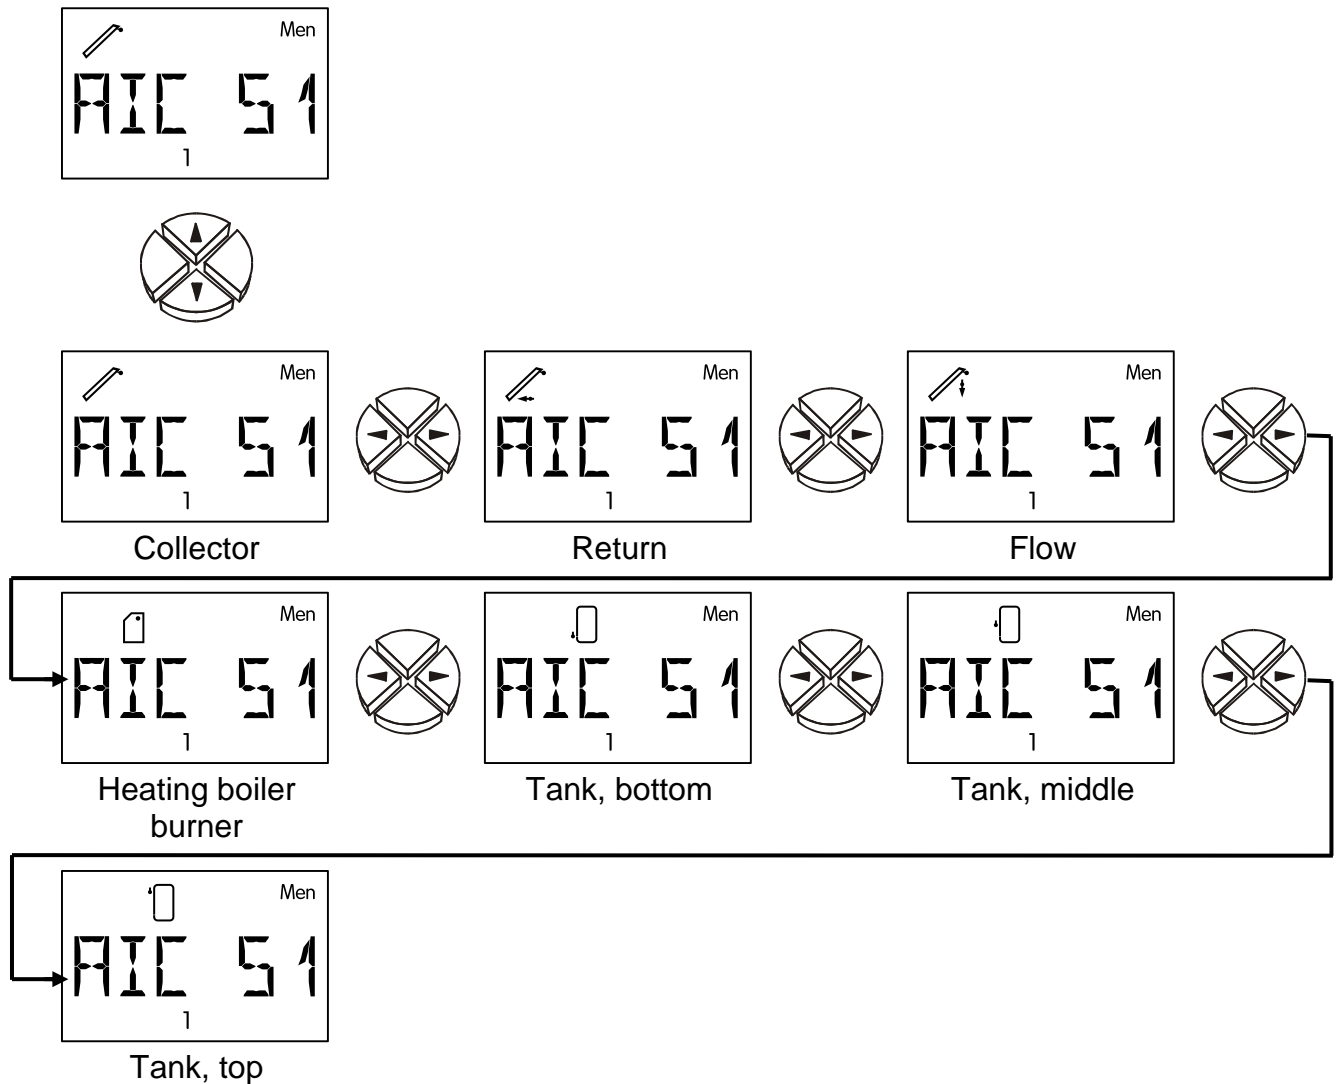 Men
AIC S1
1
Men Men Men
AIC S1 AIC S1 AIC S1
1 1 1
Collector Return Flow
Men Men Men
AIC S1 AIC S1 AIC S1
1 1 1
Heating boiler Tank, bottom Tank, middle
burner
Men
AIC S1
1
Tank, top